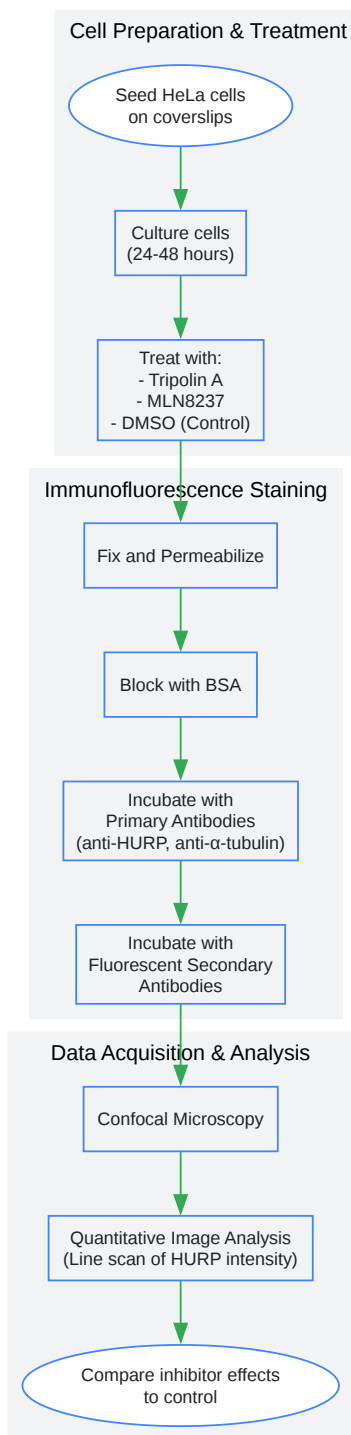 Cell Preparation & Treatment
Seed HeLa cells
on coverslips
Culture cells
(24-48 hours)
Treat with:
- Tripolin A
- MLN8237
- DMSO (Control)
Immunofluorescence Staining
Fix and Permeabilize
Block with BSA
Incubate with
Primary Antibodies
(anti-HURP, anti-α-tubulin)
Incubate with
Fluorescent Secondary
Antibodies
Data Acquisition & Analysis
Confocal Microscopy
Quantitative Image Analysis
(Line scan of HURP intensity)
Compare inhibitor effects
to control